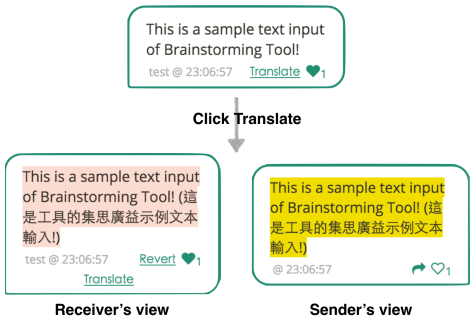 This is a sample text input
of Brainstorming Tool!
test @ 23:06:57 Translate 1
Click Translate
This is a sample text input
of Brainstorming Tool! (這
是工具的集思廣益示例文本
輸入!)
test @ 23:06:57 Revert 1
Translate
Receiver's view
This is a sample text input
of Brainstorming Tool! (這
是工具的集思廣益示例文本
輸入!)
@ 23:06:57 1
Sender's view